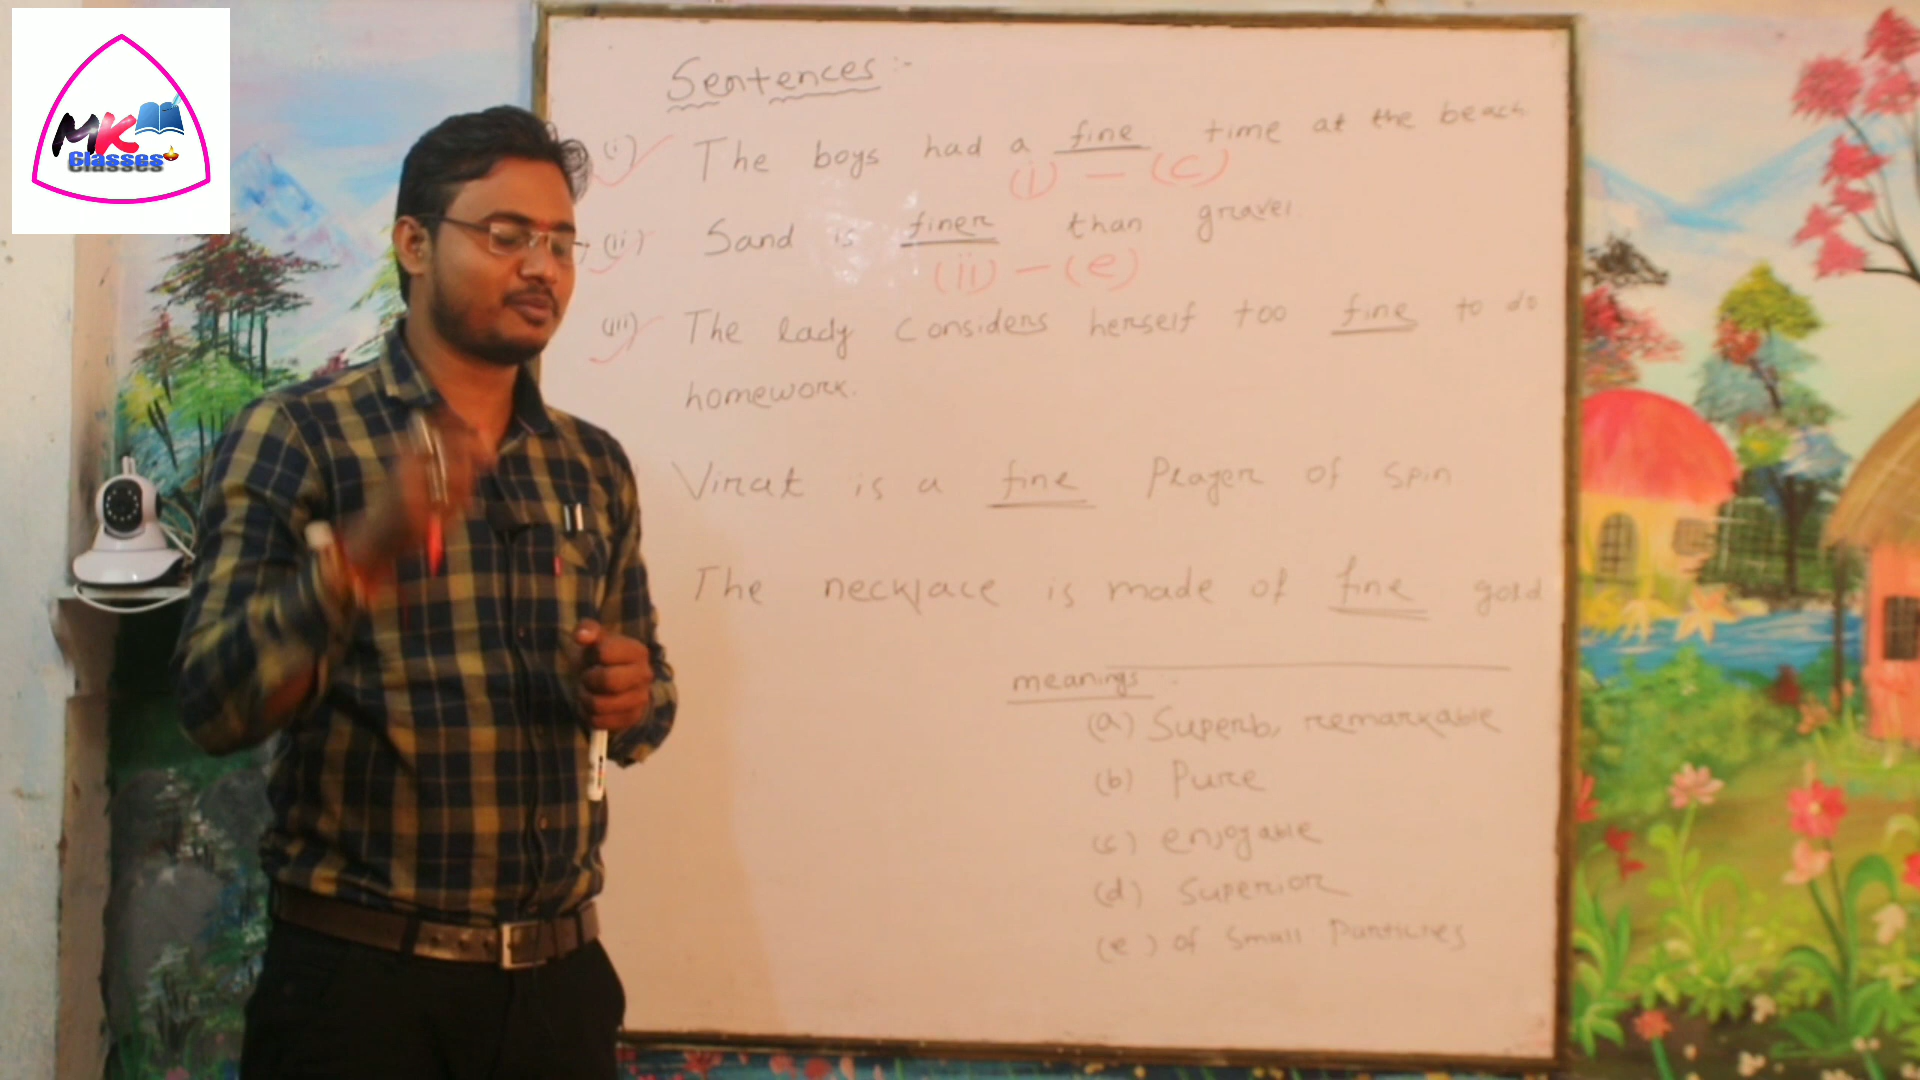 MK
Classes
Sentences :-
(i) The boys had a fine time at the beach
(i) - (c)
(ii) Sand is finer than gravel
(ii) - (e)
(iii) The lady considers herself too fine to do
homework.
Virat is a fine Player of spin
The necklace is made of fine gold
meanings
(a) Superb, remarkable
(b) Pure
(c) enjoyable
(d) Superior
(e) of small Particles